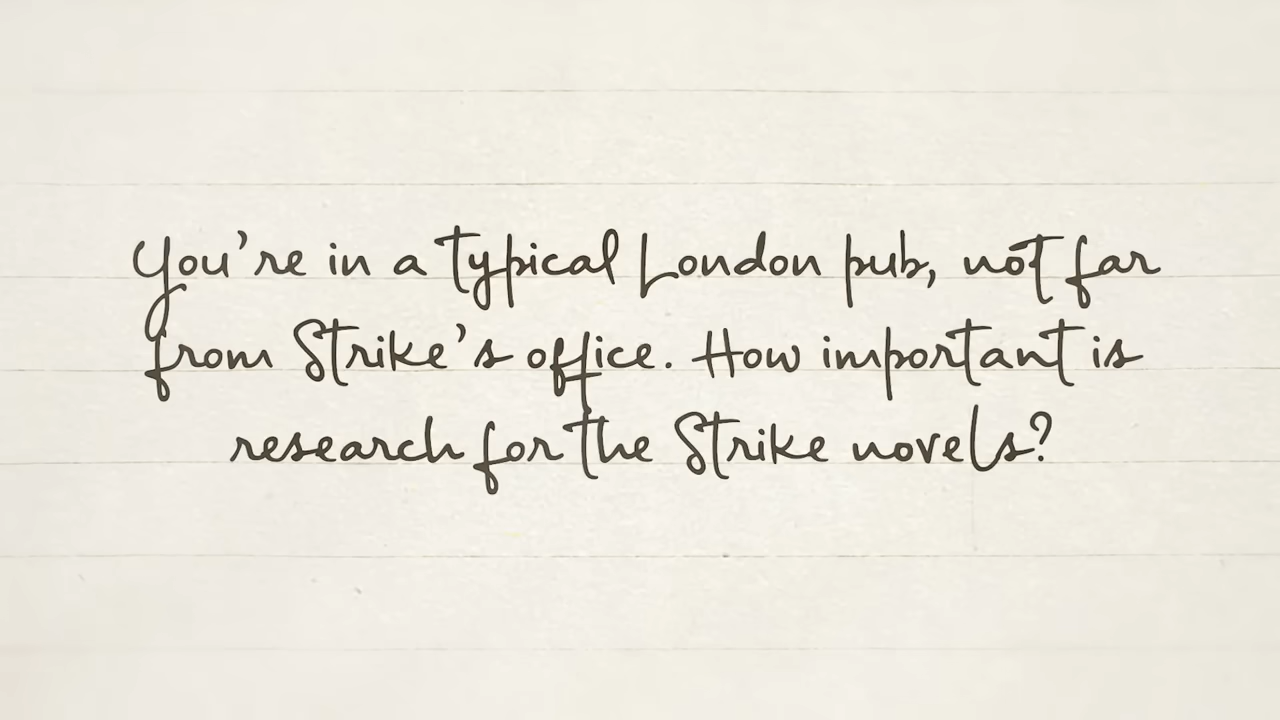 You're in a typical London pub, not far
from Strike's office. How important is
research for the Strike novels?